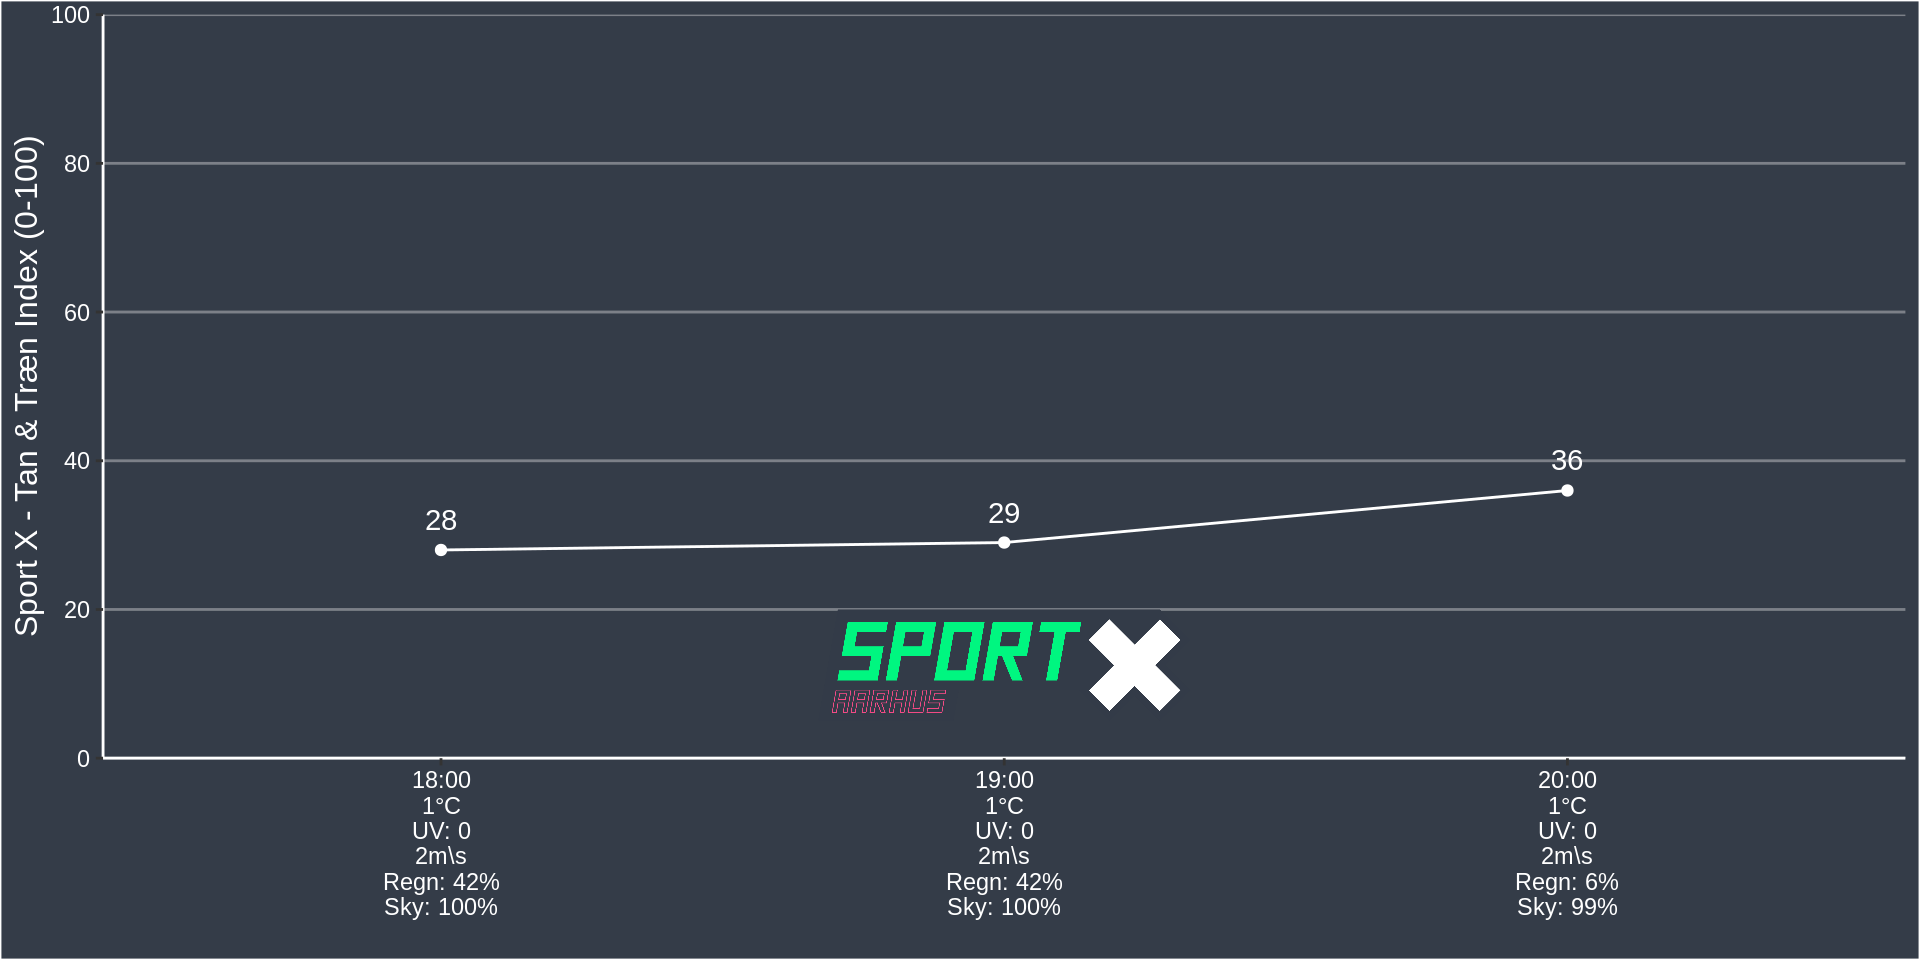 Sport X - Tan & Træn Index (0-100)
100
80
60
40
20
0
28
29
36
SPORT X
AARHUS
18:00
1°C
UV: 0
2m\s
Regn: 42%
Sky: 100%
19:00
1°C
UV: 0
2m\s
Regn: 42%
Sky: 100%
20:00
1°C
UV: 0
2m\s
Regn: 6%
Sky: 99%